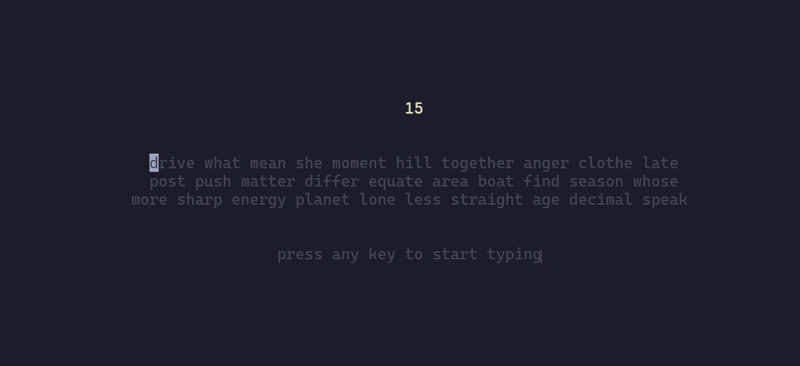 15
drive what mean she moment hill together anger clothe late
post push matter differ equate area boat find season whose
more sharp energy planet lone less straight age decimal speak
press any key to start typing